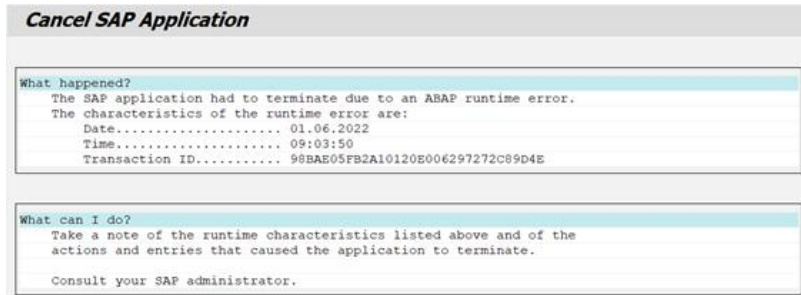 Cancel SAP Application
What happened?
The SAP application had to terminate due to an ABAP runtime error.
The characteristics of the runtime error are:
Date..................... 01.06.2022
Time..................... 09:03:50
Transaction ID........... 98BAE05FB2A10120E006297272C89D4E
What can I do?
Take a note of the runtime characteristics listed above and of the
actions and entries that caused the application to terminate.
Consult your SAP administrator.